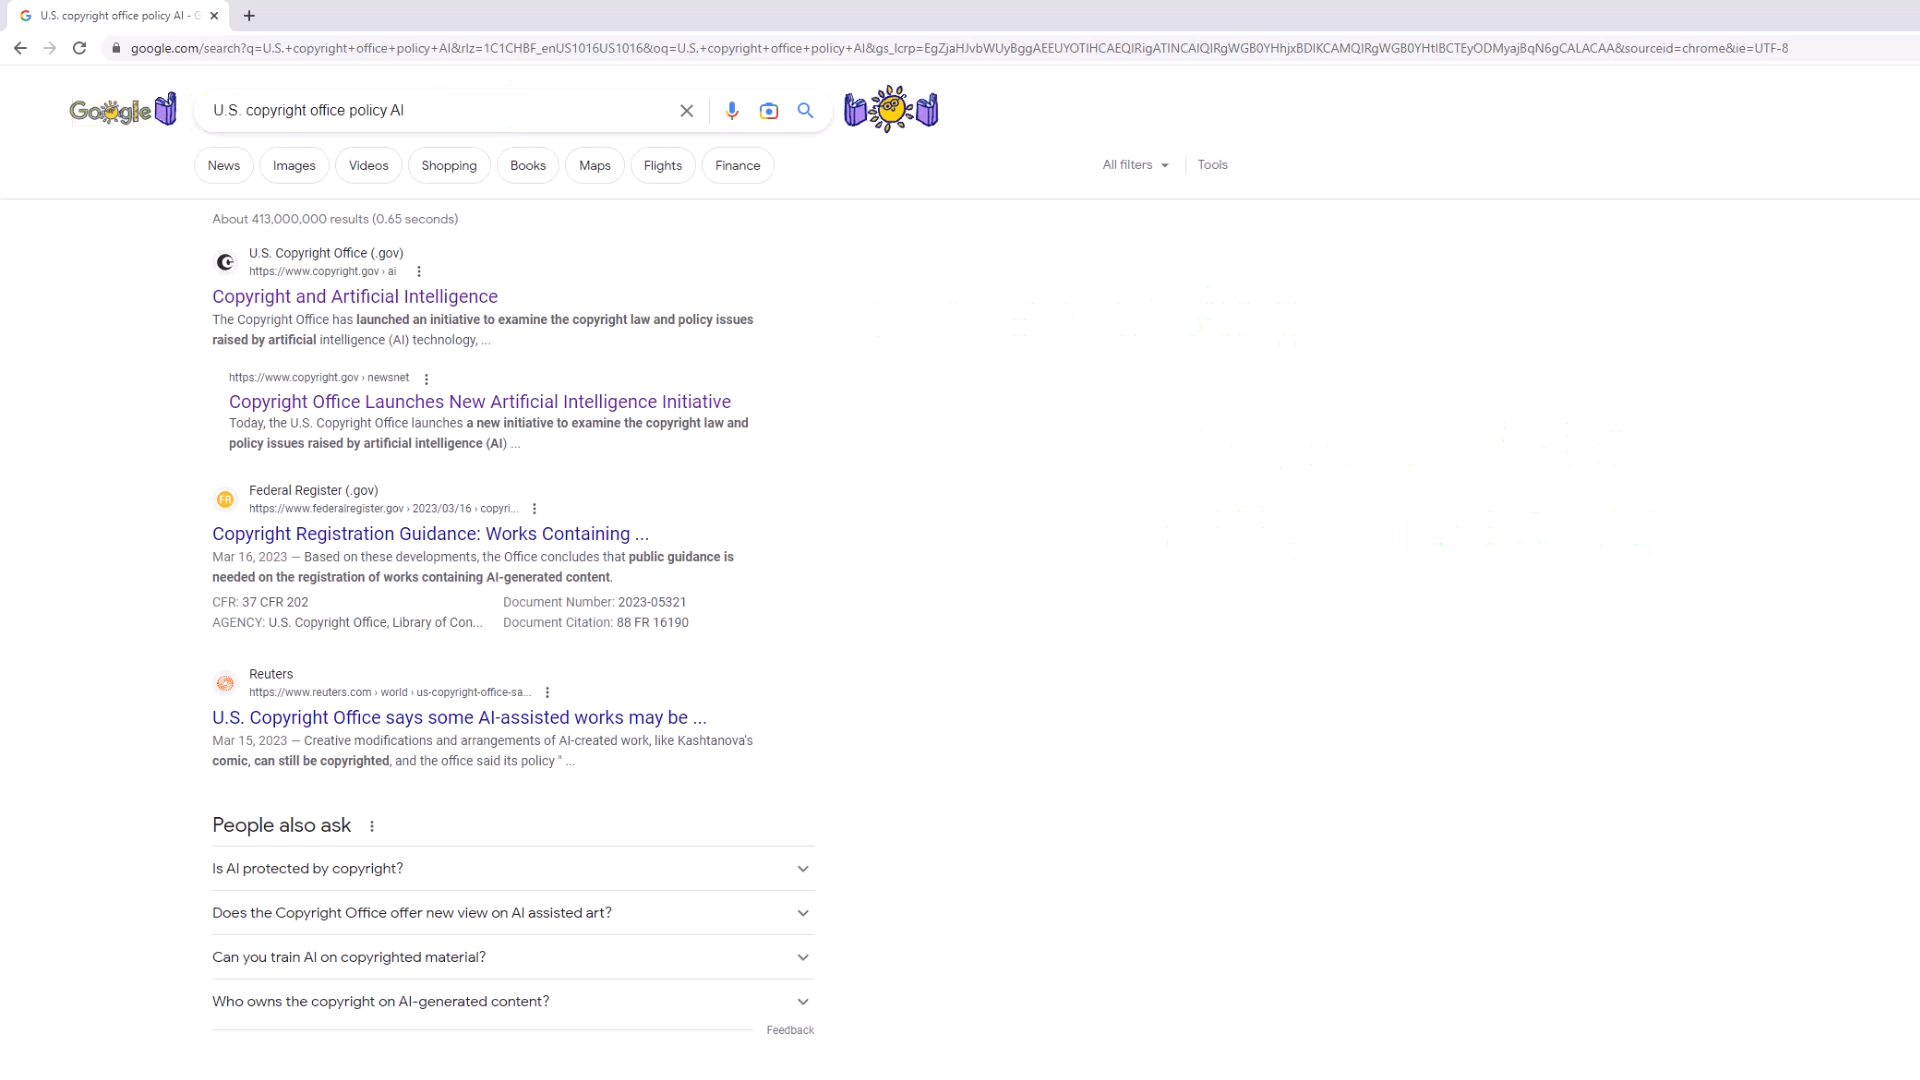 U.S. copyright office policy AI - G
google.com/search?q=U.S.+copyright+office+policy+AI&rlz=1C1CHBF_enUS1016US1016&oq=U.S.+copyright+office+policy+AI&gs_lcrp=EgZjaHJvbWUyBggAEEUYOTIHCAEQIRigATINCAIQIRgWGB0YHhjxBDIKCAMQIRgWGB0YHtIBCTEyODMyajBqN6gCALACAA&sourceid=chrome&ie=UTF-8
Google
U.S. copyright office policy AI
News Images Videos Shopping Books Maps Flights Finance All filters Tools
About 413,000,000 results (0.65 seconds)
U.S. Copyright Office (.gov)
https://www.copyright.gov › ai
Copyright and Artificial Intelligence
The Copyright Office has launched an initiative to examine the copyright law and policy issues
raised by artificial intelligence (AI) technology, ...
https://www.copyright.gov › newsnet
Copyright Office Launches New Artificial Intelligence Initiative
Today, the U.S. Copyright Office launches a new initiative to examine the copyright law and
policy issues raised by artificial intelligence (AI) ...
FR
Federal Register (.gov)
https://www.federalregister.gov › 2023/03/16 › copyri...
Copyright Registration Guidance: Works Containing ...
Mar 16, 2023 — Based on these developments, the Office concludes that public guidance is
needed on the registration of works containing AI-generated content.
CFR: 37 CFR 202 Document Number: 2023-05321
AGENCY: U.S. Copyright Office, Library of Con... Document Citation: 88 FR 16190
Reuters
https://www.reuters.com › world › us-copyright-office-sa...
U.S. Copyright Office says some AI-assisted works may be ...
Mar 15, 2023 — Creative modifications and arrangements of AI-created work, like Kashtanova's
comic, can still be copyrighted, and the office said its policy " ...
People also ask
Is AI protected by copyright?
Does the Copyright Office offer new view on AI assisted art?
Can you train AI on copyrighted material?
Who owns the copyright on AI-generated content?
Feedback